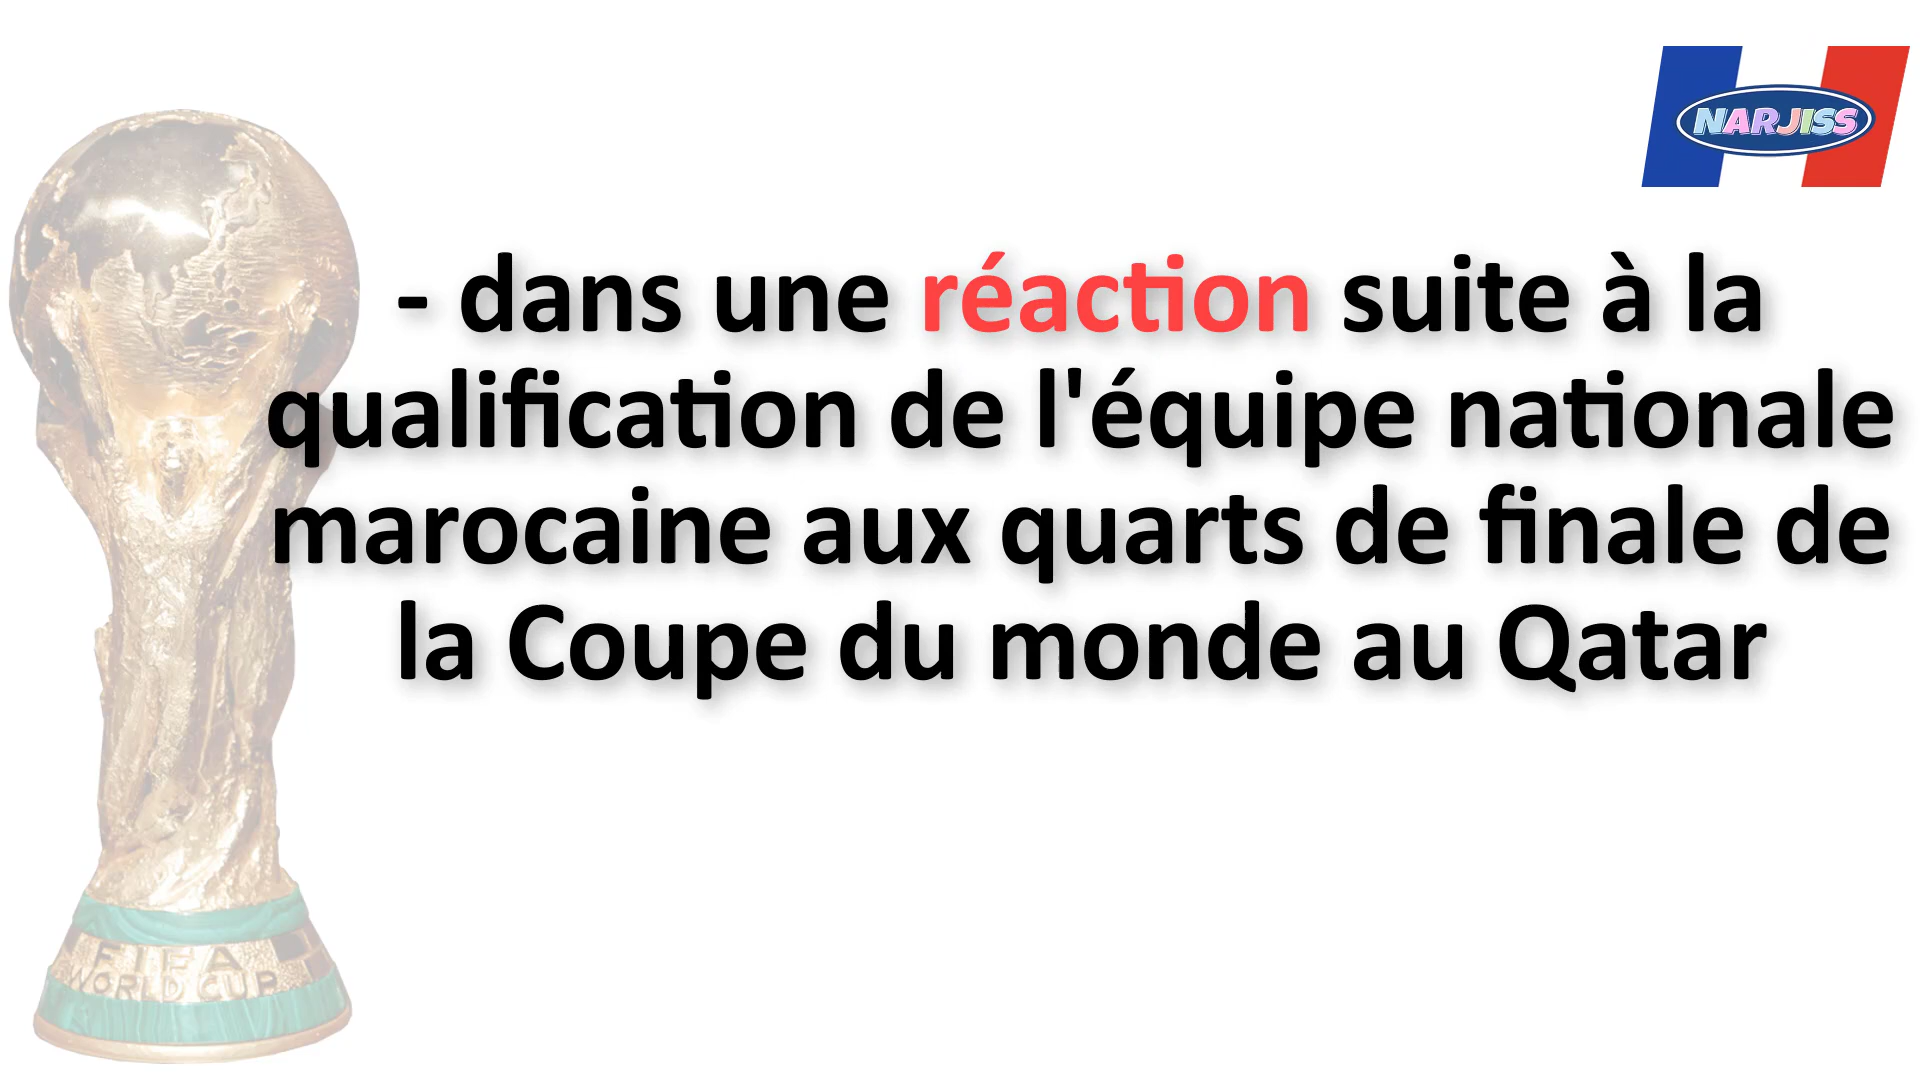 NARJISS
- dans une réaction suite à la
qualification de l'équipe nationale
marocaine aux quarts de finale de
la Coupe du monde au Qatar
FIFA
WORLD CUP